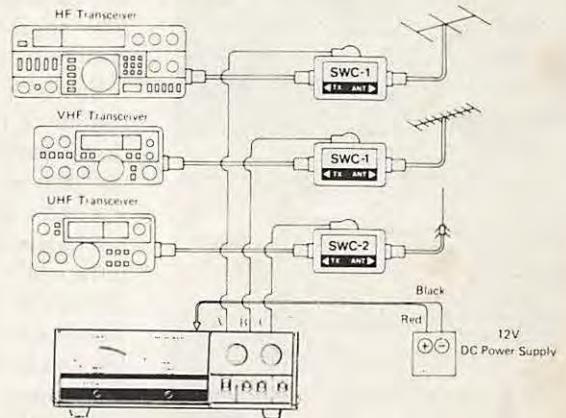 HF Transceiver
SWC-1
◀TX ANT▶
VHF Transceiver
SWC-1
◀TX ANT▶
UHF Transceiver
SWC-2
◀TX ANT▶
Black
A B C
Red
⊕⊖
12V
DC Power Supply